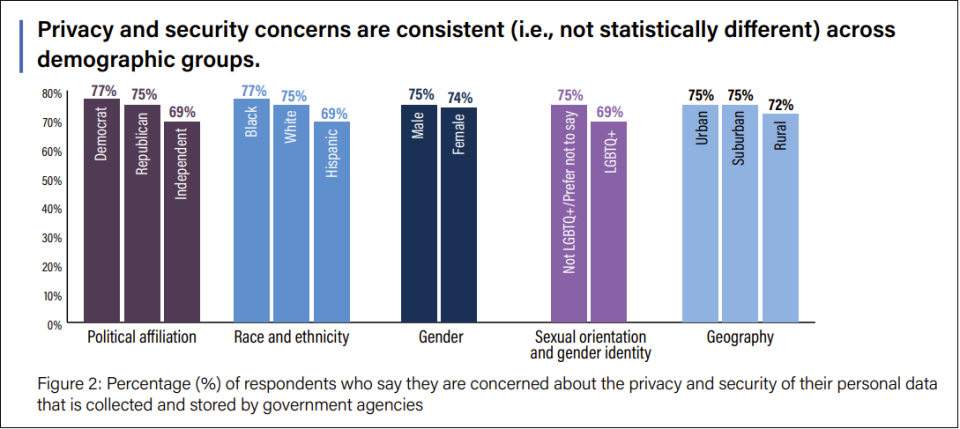 Privacy and security concerns are consistent (i.e., not statistically different) across
demographic groups.
80%
70%
60%
50%
40%
30%
20%
10%
0%
77% 75% 69%
Democrat
Republican
Independent
Political affiliation
77% 75% 69%
Black
White
Hispanic
Race and ethnicity
75% 74%
Male
Female
Gender
75% 69%
Not LGBTQ+/Prefer not to say
LGBTQ+
Sexual orientation
and gender identity
75% 75% 72%
Urban
Suburban
Rural
Geography
Figure 2: Percentage (%) of respondents who say they are concerned about the privacy and security of their personal data
that is collected and stored by government agencies